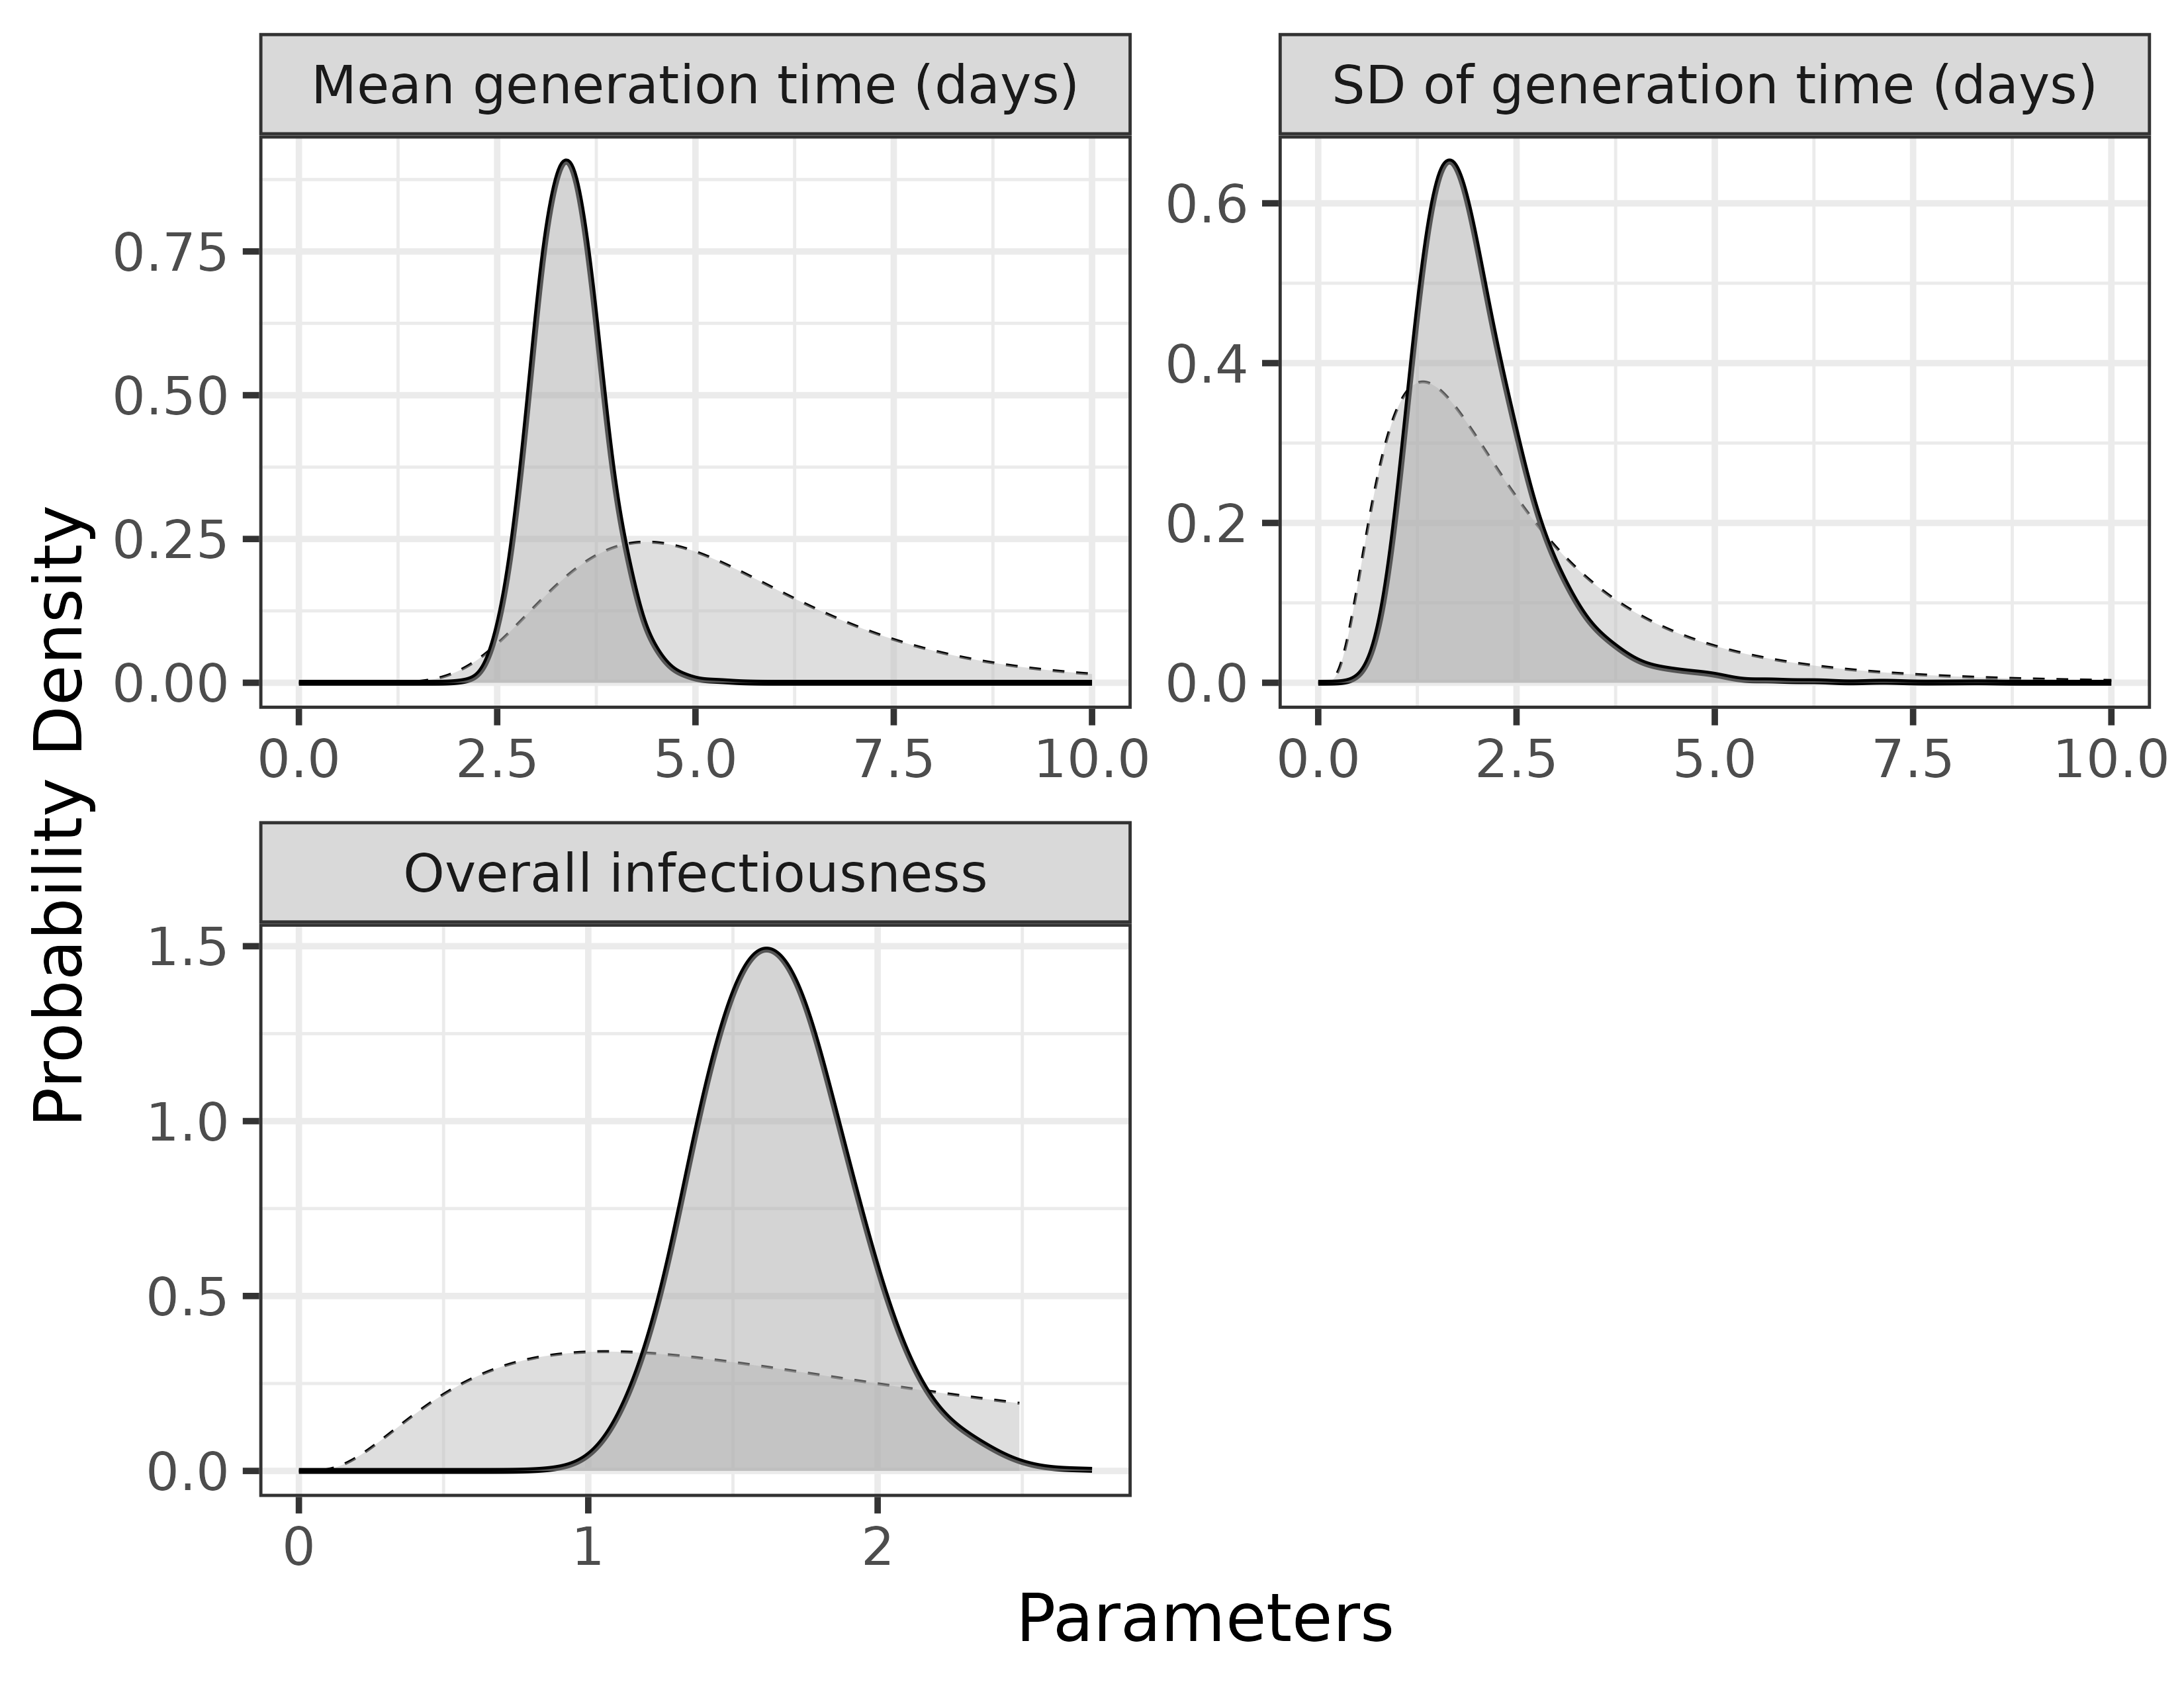 Mean generation time (days)
SD of generation time (days)
0.75
0.50
0.25
0.00
0.6
0.4
0.2
0.0
0.0 2.5 5.0 7.5 10.0
0.0 2.5 5.0 7.5 10.0
Overall infectiousness
1.5
1.0
0.5
0.0
0 1 2
Probability Density
Parameters